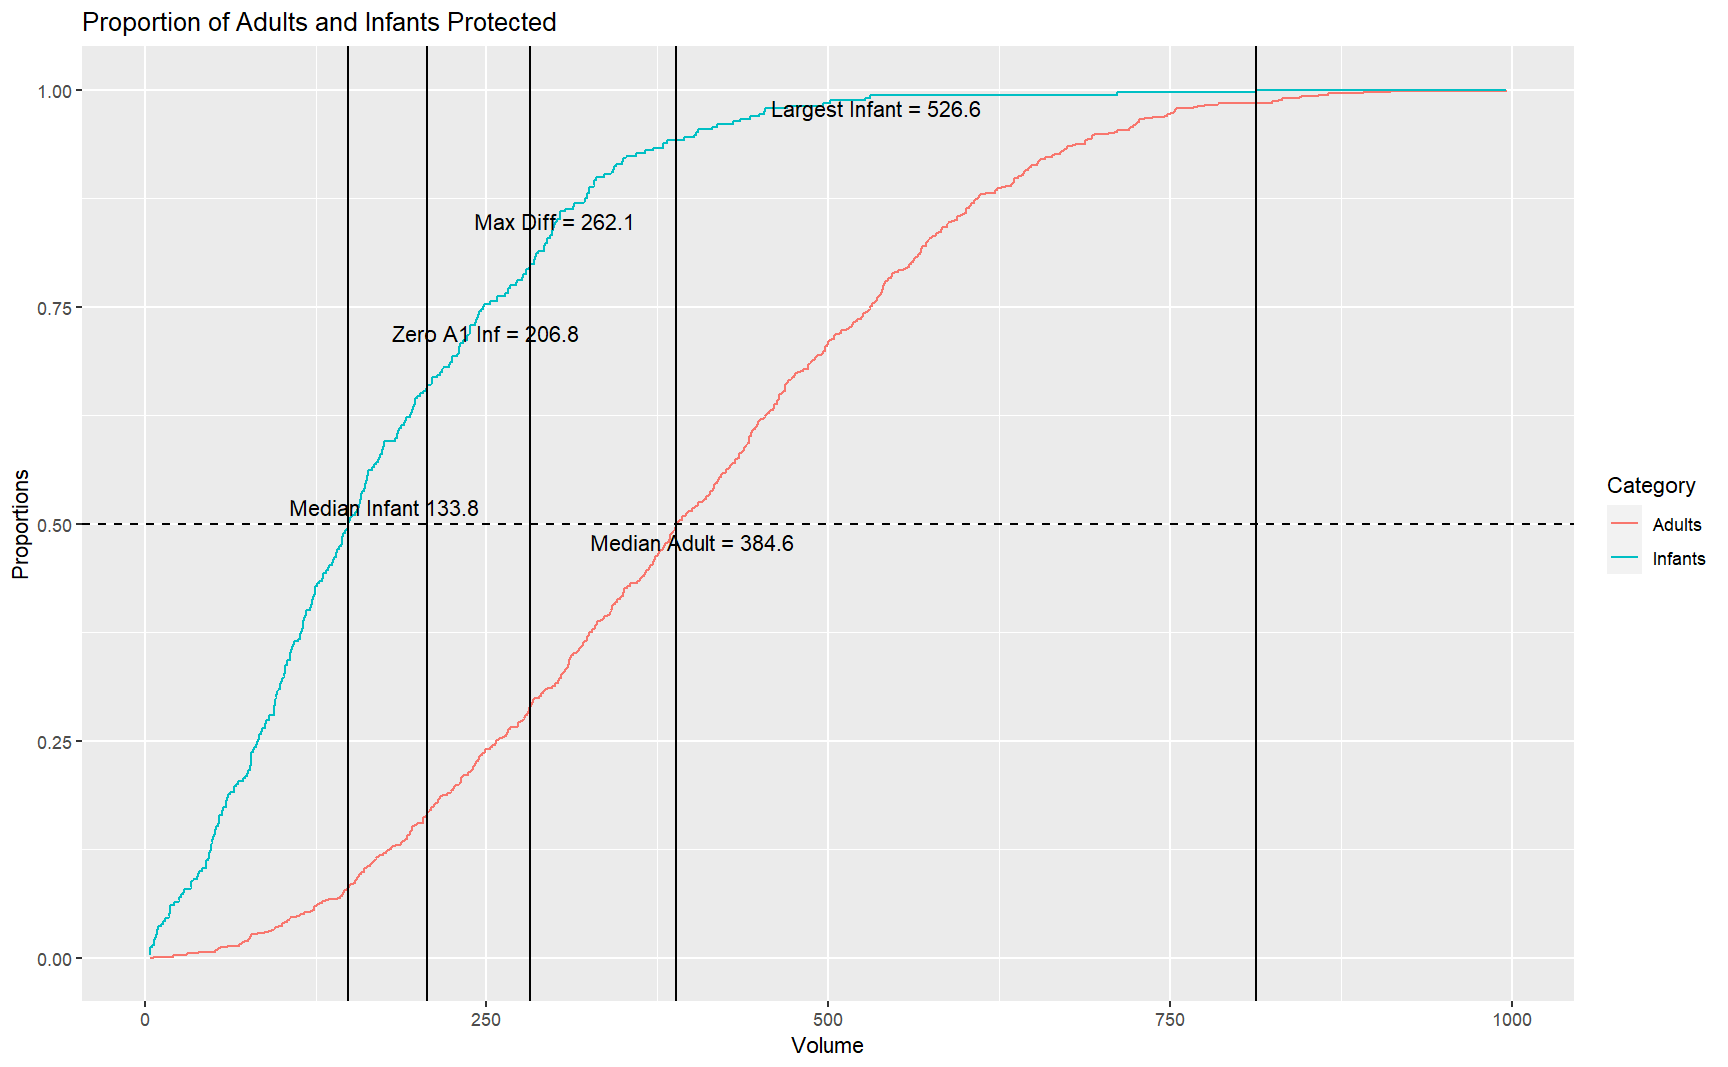 Proportion of Adults and Infants Protected
1.00
0.75
0.50
0.25
0.00
Proportions
Largest Infant = 526.6
Max Diff = 262.1
Zero A1 Inf = 206.8
Median Infant 133.8
Median Adult = 384.6
0
250
500
750
1000
Volume
Category
Adults
Infants